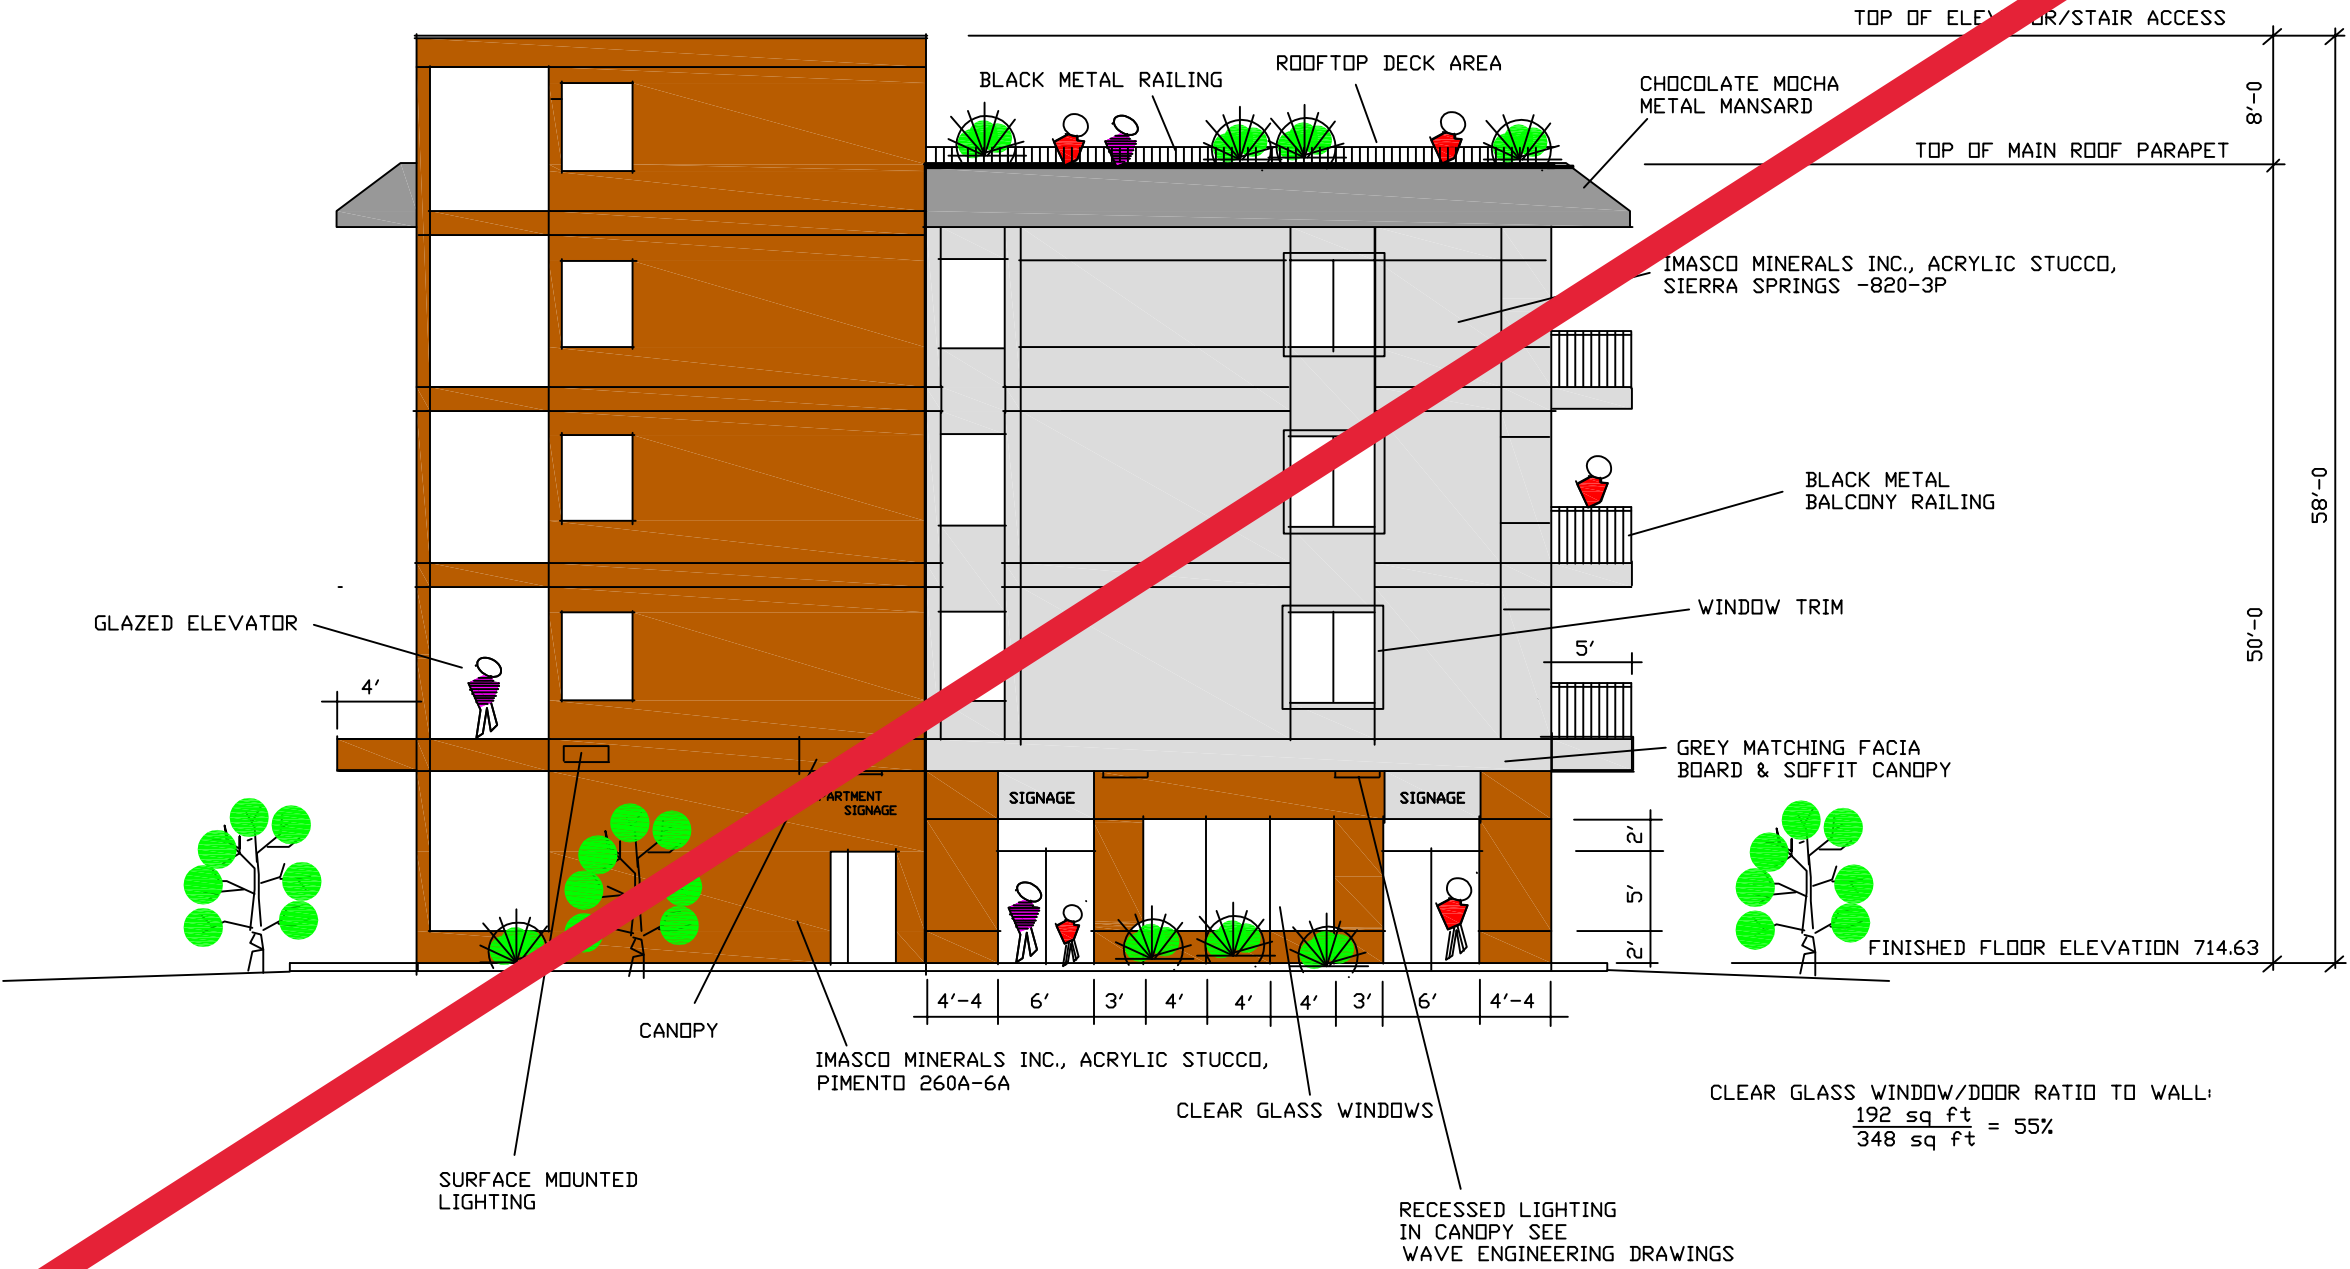 TOP OF ELEV OR/STAIR ACCESS
ROOFTOP DECK AREA
BLACK METAL RAILING
CHOCOLATE MOCHA
METAL MANSARD
8'-0
TOP OF MAIN ROOF PARAPET
IMASCO MINERALS INC., ACRYLIC STUCCO,
SIERRA SPRINGS -820-3P
BLACK METAL
BALCONY RAILING
58'-0
50'-0
WINDOW TRIM
GLAZED ELEVATOR
5'
4'
GREY MATCHING FACIA
BOARD & SOFFIT CANOPY
PARTMENT
SIGNAGE
SIGNAGE
SIGNAGE
2'
5'
2'
FINISHED FLOOR ELEVATION 714.63
4'-4 6' 3' 4' 4' 4' 3' 6' 4'-4
CANOPY
IMASCO MINERALS INC., ACRYLIC STUCCO,
PIMENTO 260A-6A
CLEAR GLASS WINDOWS
CLEAR GLASS WINDOW/DOOR RATIO TO WALL:
192 sq ft
348 sq ft = 55%
SURFACE MOUNTED
LIGHTING
RECESSED LIGHTING
IN CANOPY SEE
WAVE ENGINEERING DRAWINGS